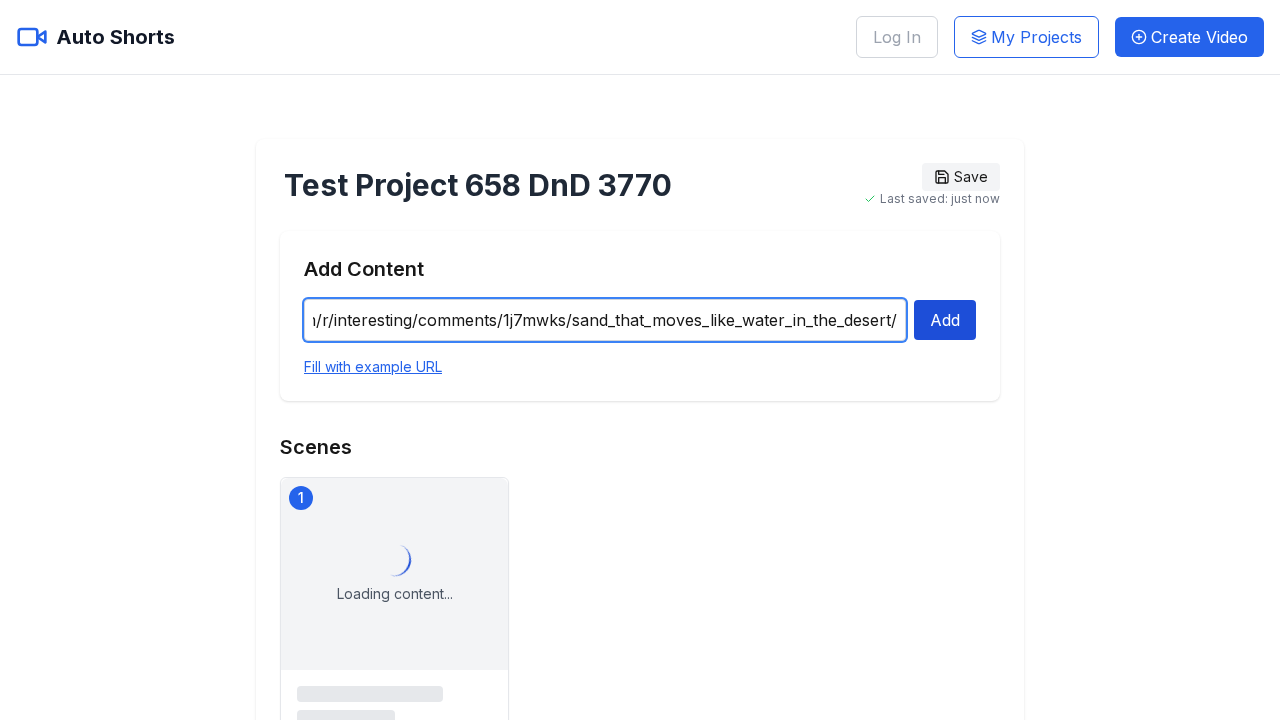 Auto Shorts
Log In
My Projects
Create Video
Test Project 658 DnD 3770
Save
Last saved: just now
Add Content
/r/interesting/comments/1j7mwks/sand_that_moves_like_water_in_the_desert/
Add
Fill with example URL
Scenes
1
Loading content...